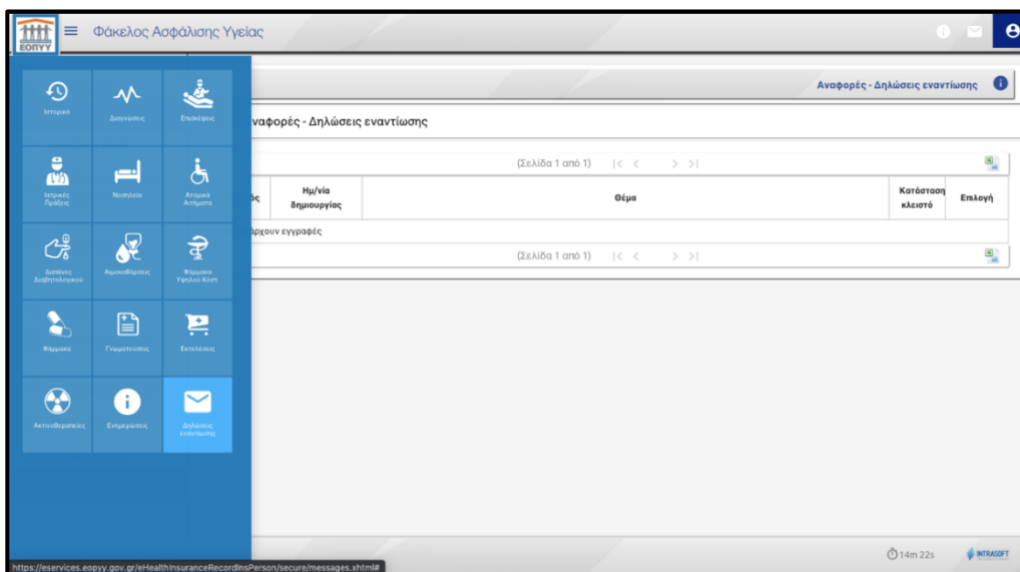 ΕΟΠΥΥ
Φάκελος Ασφάλισης Υγείας
Αναφορές - Δηλώσεις εναντίωσης
ναφορές - Δηλώσεις εναντίωσης
Ιστορικό
Διαγνώσεις
Επισκέψεις
Ιατρικές
Πράξεις
Νοσηλεία
Ατομικά
Αιτήματα
Δαπάνες
Διαβητολογικού
Αιμοκαθάρσεις
Φάρμακα
Υψηλού Κόστ
Φάρμακα
Γνωματεύσεις
Εκτελέσεις
Ακτινοθεραπείες
Ενημερώσεις
Δηλώσεις
εναντίωσης
(Σελίδα 1 από 1)
ός
Ημ/νία
δημιουργίας
Θέμα
Κατάσταση
κλειστό
Επιλογή
άρχουν εγγραφές
(Σελίδα 1 από 1)
14m 22s
INTRASOFT
https://eservices.eopyy.gov.gr/eHealthInsuranceRecordInsPerson/secure/messages.xhtml#